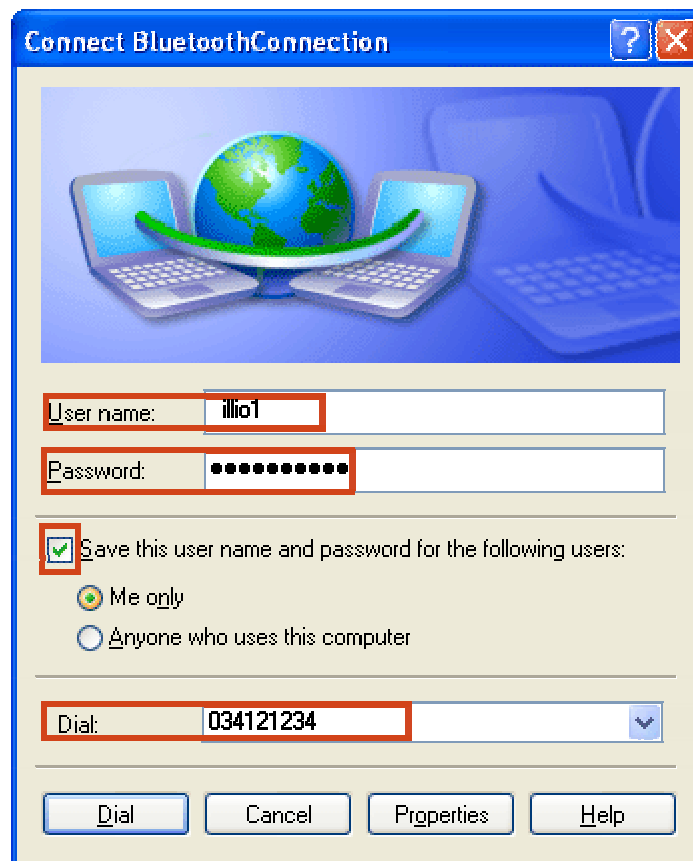 Connect BluetoothConnection
User name: illio1
Password: ●●●●●●●●●●
Save this user name and password for the following users:
Me only
Anyone who uses this computer
Dial: 034121234
Dial Cancel Properties Help